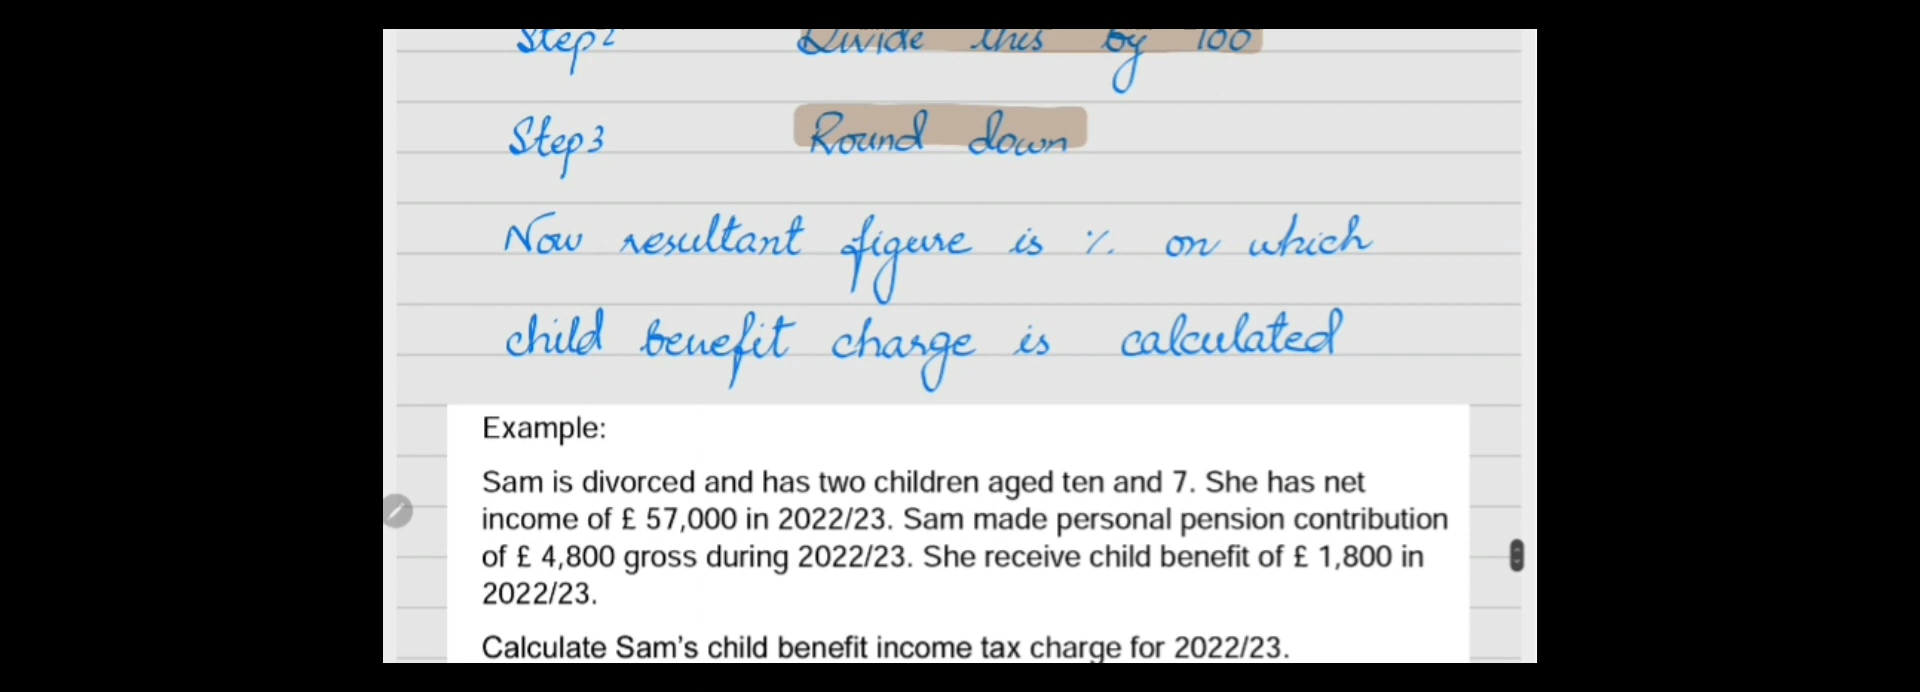 Step 2 Divide this by 100
Step 3 Round down
Now resultant figure is % on which
child benefit charge is calculated
Example:
Sam is divorced and has two children aged ten and 7. She has net
income of £ 57,000 in 2022/23. Sam made personal pension contribution
of £ 4,800 gross during 2022/23. She receive child benefit of £ 1,800 in
2022/23.
Calculate Sam's child benefit income tax charge for 2022/23.